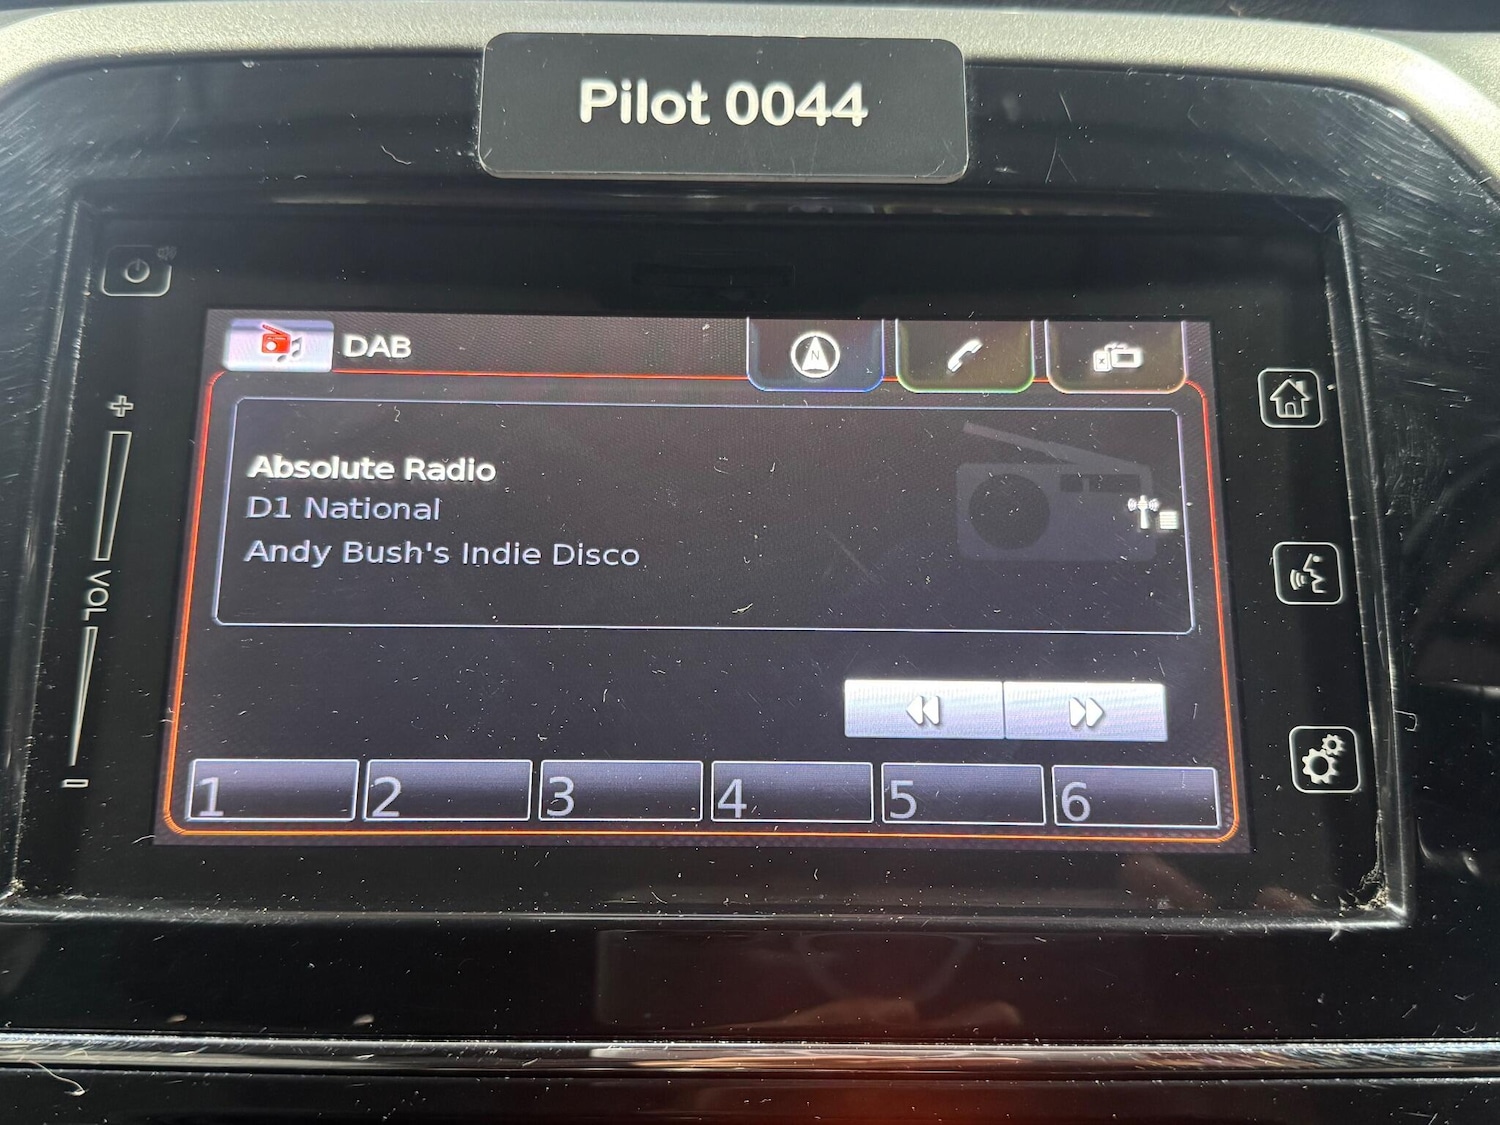 Pilot 0044
DAB
N
Absolute Radio
D1 National
Andy Bush's Indie Disco
+
VOL
-
1
2
3
4
5
6